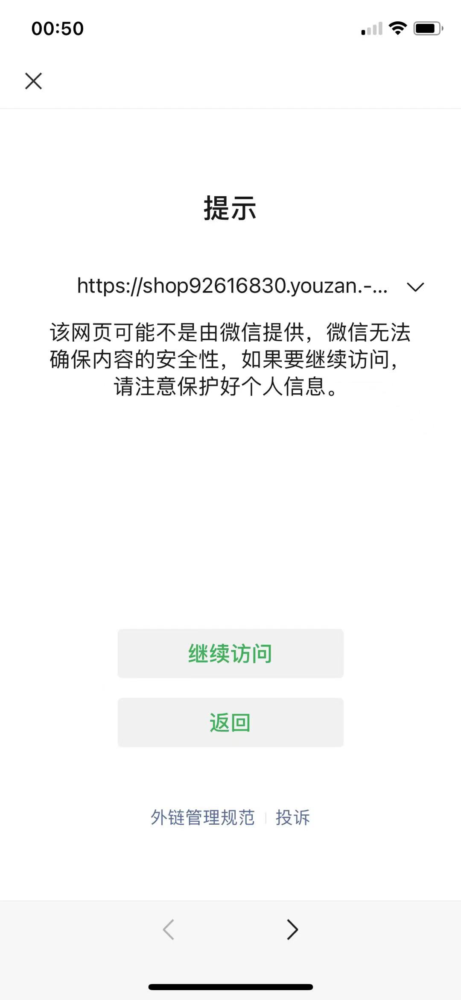 00:50
提示
https://shop92616830.youzan.-...
该网页可能不是由微信提供，微信无法
确保内容的安全性，如果要继续访问，
请注意保护好个人信息。
继续访问
返回
外链管理规范 | 投诉